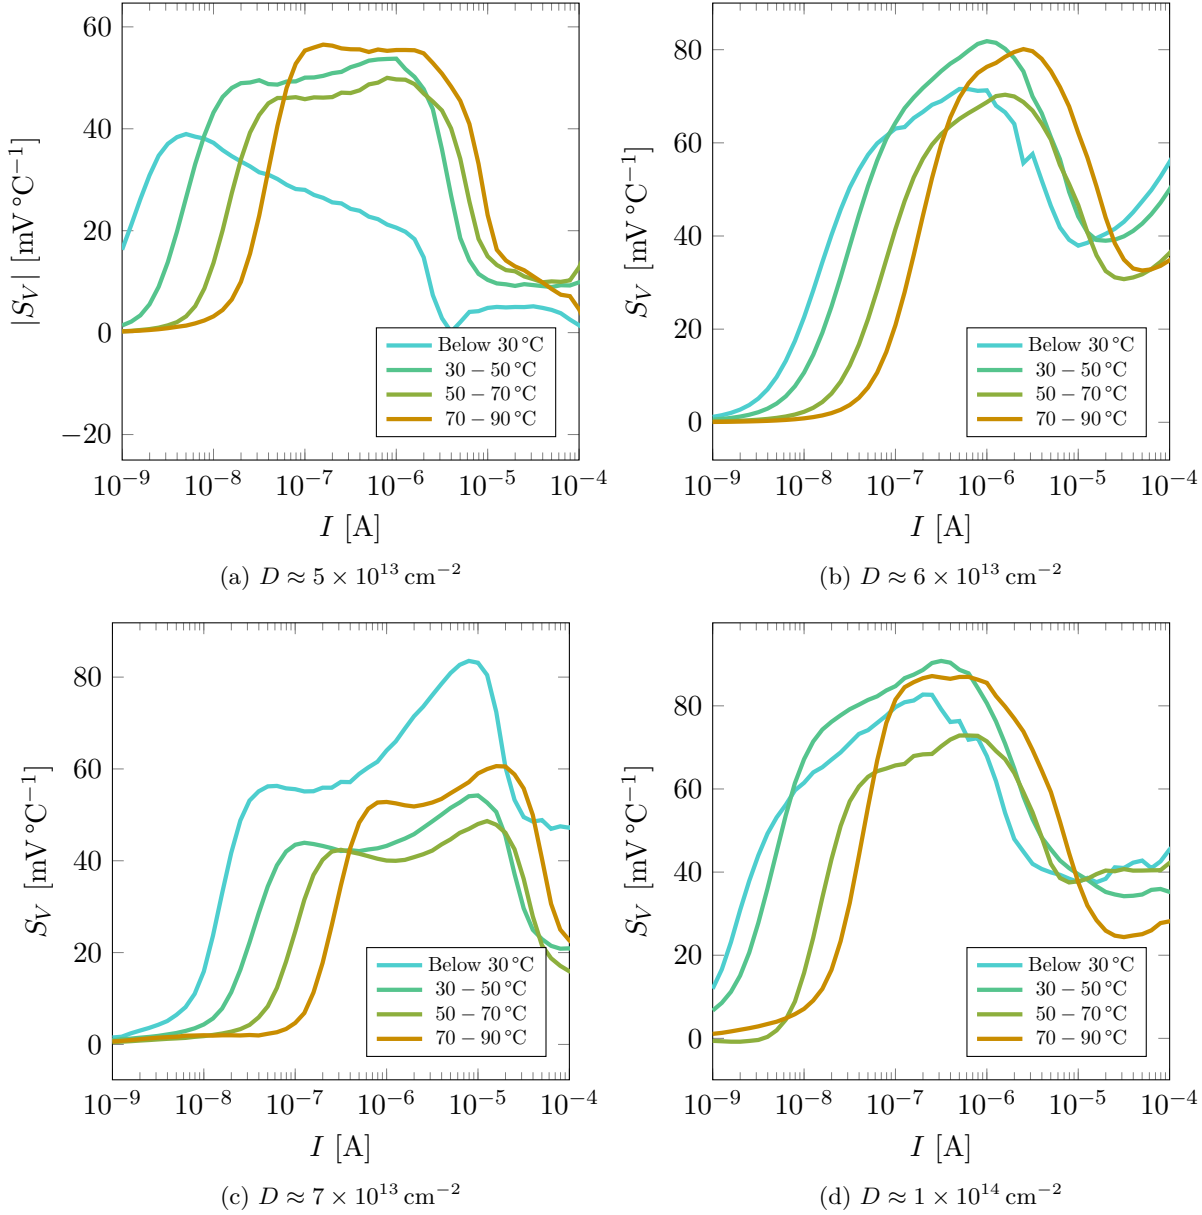 60
40
20
0
−20
|S_V| [mV °C⁻¹]
Below 30 °C
30 − 50 °C
50 − 70 °C
70 − 90 °C
10⁻⁹ 10⁻⁸ 10⁻⁷ 10⁻⁶ 10⁻⁵ 10⁻⁴
I [A]
(a) D ≈ 5 × 10¹³ cm⁻²
80
60
40
20
0
S_V [mV °C⁻¹]
Below 30 °C
30 − 50 °C
50 − 70 °C
70 − 90 °C
10⁻⁹ 10⁻⁸ 10⁻⁷ 10⁻⁶ 10⁻⁵ 10⁻⁴
I [A]
(b) D ≈ 6 × 10¹³ cm⁻²
80
60
40
20
0
S_V [mV °C⁻¹]
Below 30 °C
30 − 50 °C
50 − 70 °C
70 − 90 °C
10⁻⁹ 10⁻⁸ 10⁻⁷ 10⁻⁶ 10⁻⁵ 10⁻⁴
I [A]
(c) D ≈ 7 × 10¹³ cm⁻²
80
60
40
20
0
S_V [mV °C⁻¹]
Below 30 °C
30 − 50 °C
50 − 70 °C
70 − 90 °C
10⁻⁹ 10⁻⁸ 10⁻⁷ 10⁻⁶ 10⁻⁵ 10⁻⁴
I [A]
(d) D ≈ 1 × 10¹⁴ cm⁻²